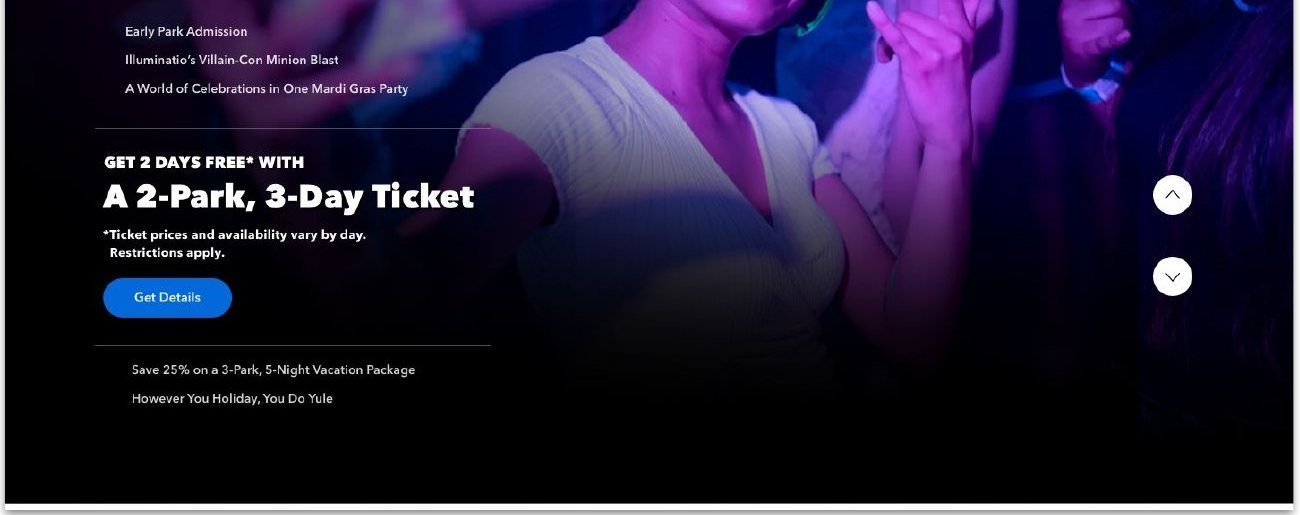 Early Park Admission
Illuminatio's Villain-Con Minion Blast
A World of Celebrations in One Mardi Gras Party
GET 2 DAYS FREE* WITH
A 2-Park, 3-Day Ticket
*Ticket prices and availability vary by day.
Restrictions apply.
Get Details
Save 25% on a 3-Park, 5-Night Vacation Package
However You Holiday, You Do Yule